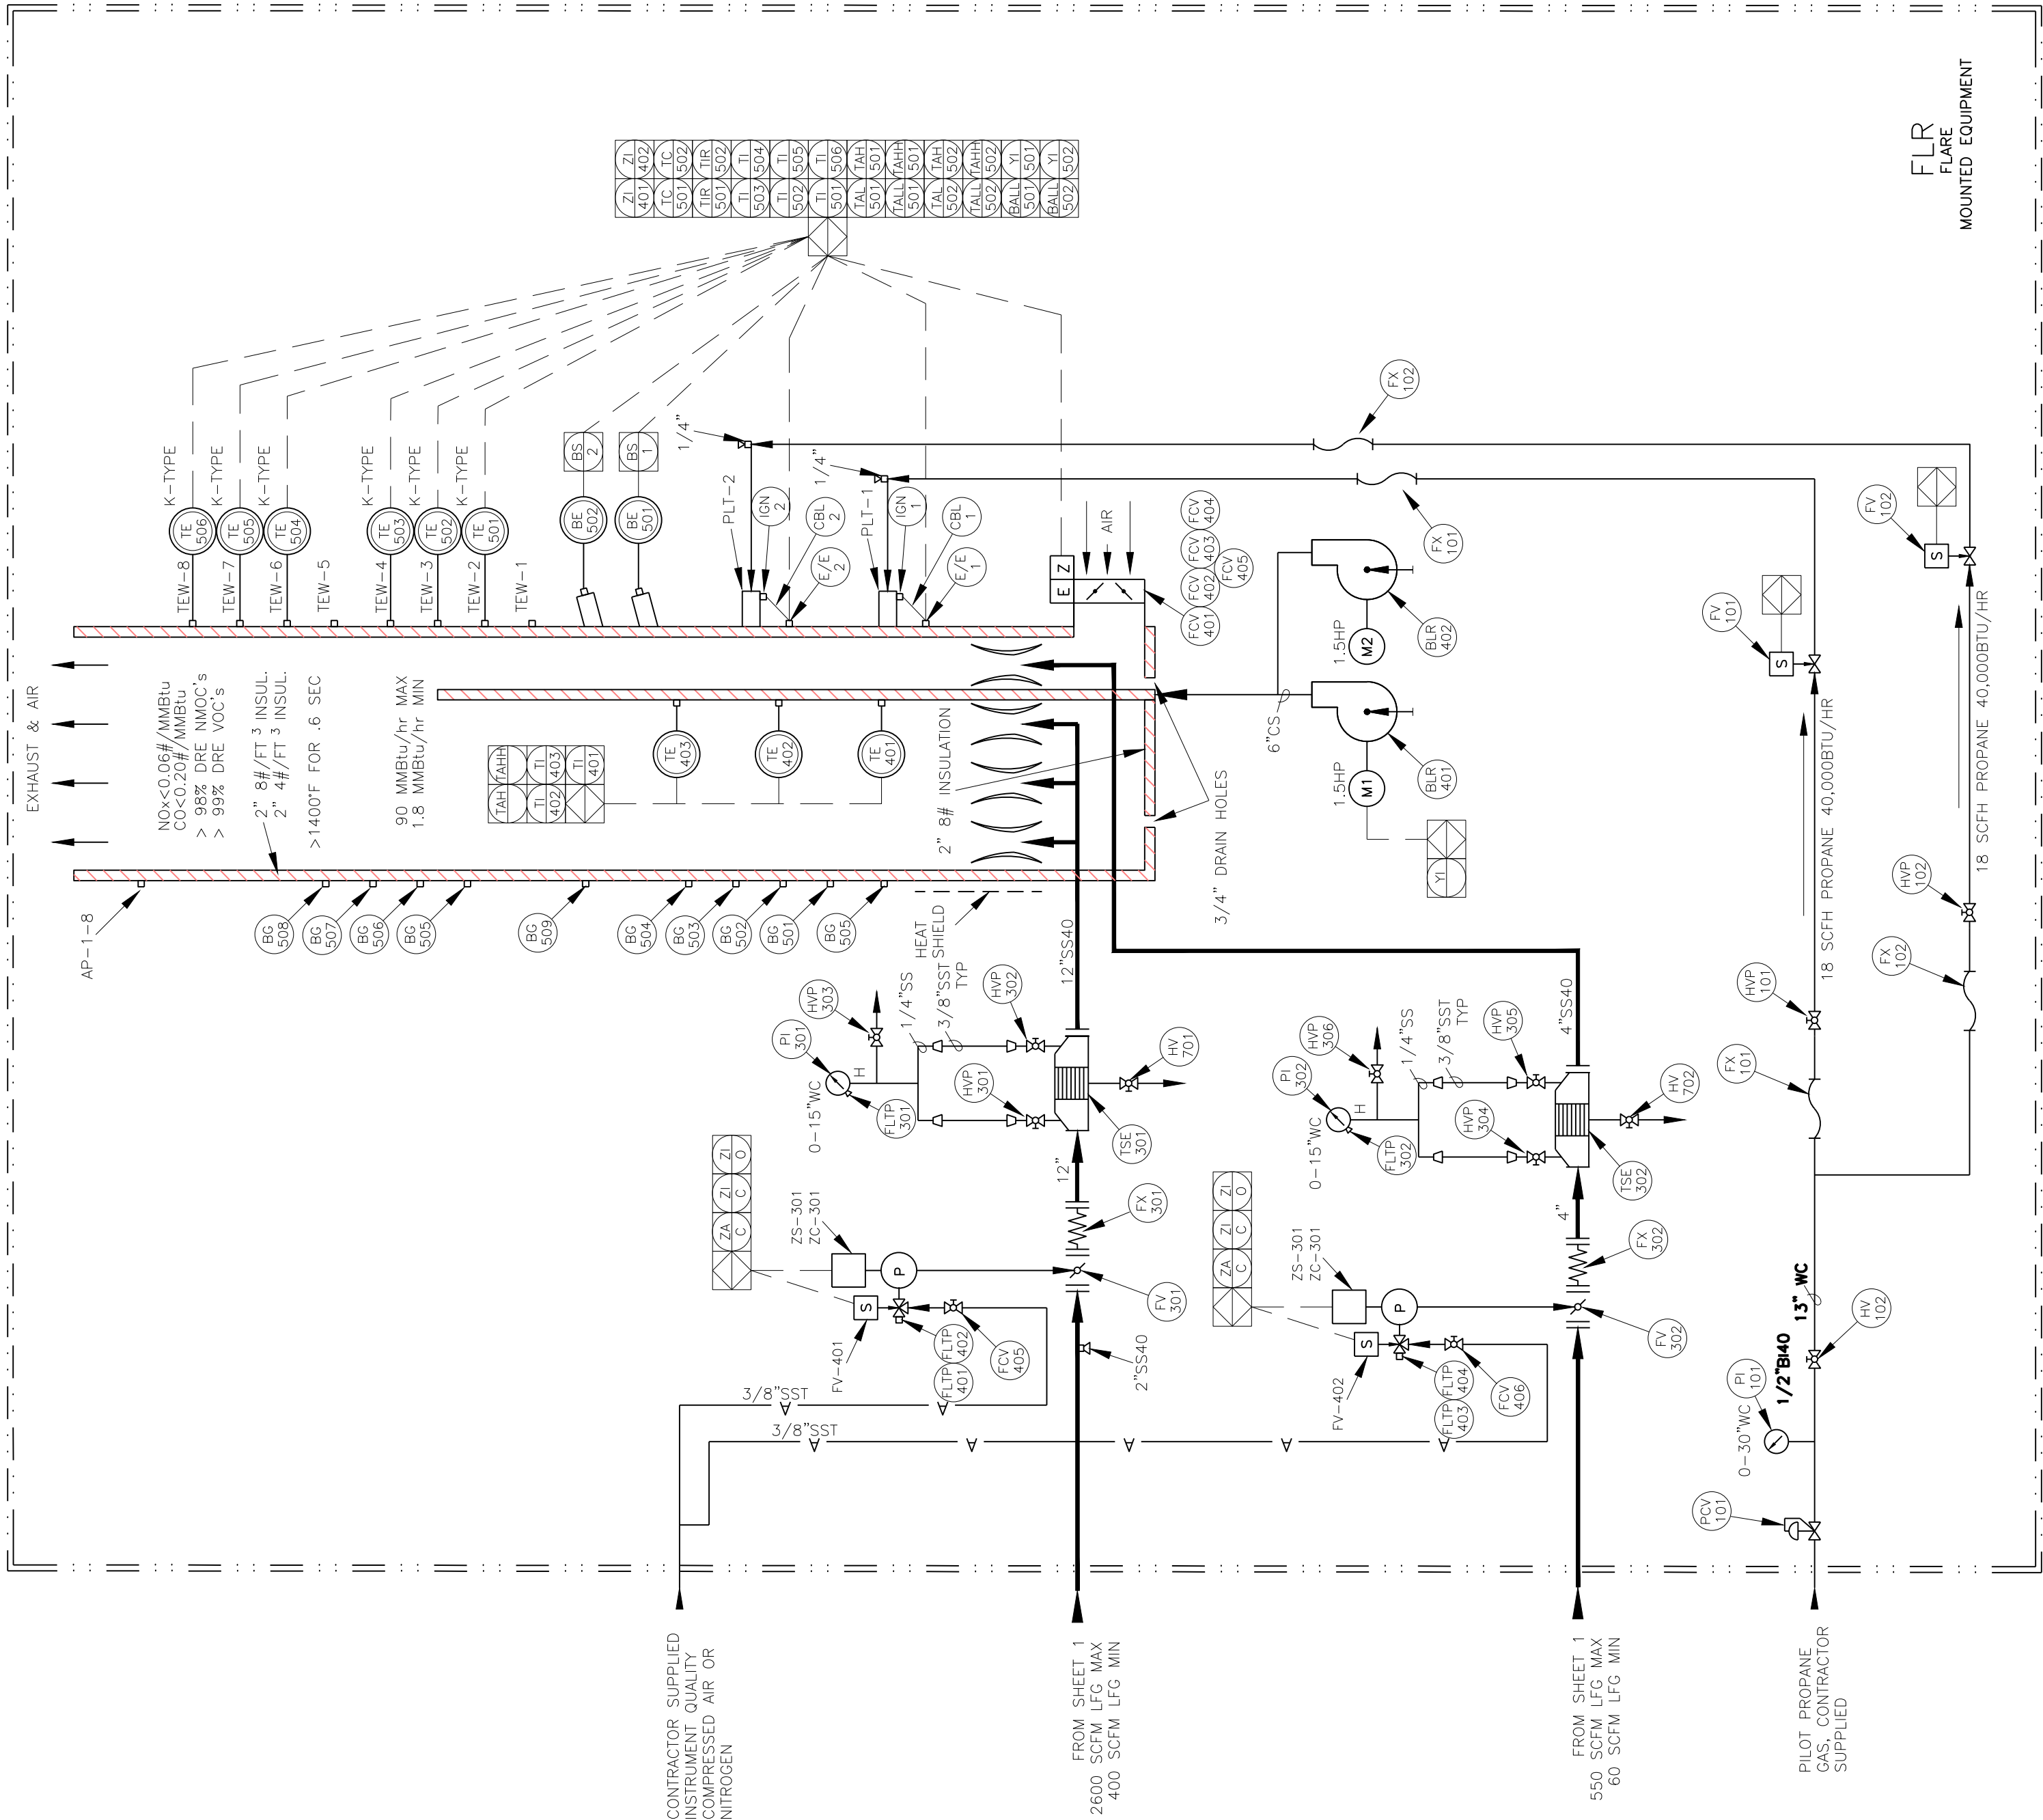 EXHAUST & AIR
AP-1-8
NOx<0.06#/MMBtu
CO<0.20#/MMBtu
> 98% DRE NMOC's
> 99% DRE VOC's
2" 8#/FT³ INSUL.
2" 4#/FT³ INSUL.
>1400°F FOR .6 SEC
90 MMBtu/hr MAX
1.8 MMBtu/hr MIN
BG
508
BG
507
BG
506
BG
505
BG
509
BG
504
BG
503
BG
502
BG
501
BG
505
HEAT
SHIELD
TEW-8
TE
506
K-TYPE
TEW-7
TE
505
K-TYPE
TEW-6
TE
504
K-TYPE
TEW-5
TEW-4
TE
503
K-TYPE
TEW-3
TE
502
K-TYPE
TEW-2
TE
501
K-TYPE
TEW-1
BE
502
BS
2
BE
501
BS
1
PLT-2
1/4"
IGN
2
CBL
2
E/E
2
PLT-1
1/4"
IGN
1
CBL
1
E/E
1
ZI
401
ZI
402
TC
501
TC
502
TIR
501
TIR
502
TI
503
TI
504
TI
502
TI
505
TI
501
TI
506
TAL
501
TAH
501
TALL
501
TAHH
501
TAL
502
TAH
502
TALL
502
TAHH
502
BALL
501
YI
501
BALL
502
YI
502
TAH
TAHH
TI
402
TI
403
TI
401
TE
403
TE
402
TE
401
2" 8# INSULATION
3/4" DRAIN HOLES
E
Z
AIR
FCV
401
FCV
402
FCV
403
FCV
404
FCV
405
6"CS
1.5HP
M1
BLR
401
1.5HP
M2
BLR
402
YI
FX
102
FX
101
CONTRACTOR SUPPLIED
INSTRUMENT QUALITY
COMPRESSED AIR OR
NITROGEN
3/8"SST
3/8"SST
ZA
C
ZI
C
ZI
O
ZS-301
ZC-301
FV-401
S
P
FLTP
401
FLTP
402
FCV
405
FV
301
FX
301
2"SS40
12"
TSE
301
HV
701
HVP
301
HVP
302
HVP
303
PI
301
FLTP
301
0-15"WC
H
1/4"SS
3/8"SST
TYP
12"SS40
FROM SHEET 1
2600 SCFM LFG MAX
400 SCFM LFG MIN
ZA
C
ZI
C
ZI
O
ZS-301
ZC-301
FV-402
S
P
FLTP
403
FLTP
404
FCV
406
FV
302
FX
302
4"
TSE
302
HV
702
HVP
304
HVP
305
HVP
306
PI
302
FLTP
302
0-15"WC
H
1/4"SS
3/8"SST
TYP
4"SS40
FROM SHEET 1
550 SCFM LFG MAX
60 SCFM LFG MIN
PILOT PROPANE
GAS, CONTRACTOR
SUPPLIED
PCV
101
0-30"WC
PI
101
1/2"BI40
13" WC
HV
102
FX
101
HVP
101
18 SCFH PROPANE 40,000BTU/HR
S
FV
101
FX
102
HVP
102
18 SCFH PROPANE 40,000BTU/HR
S
FV
102
FLR
FLARE
MOUNTED EQUIPMENT